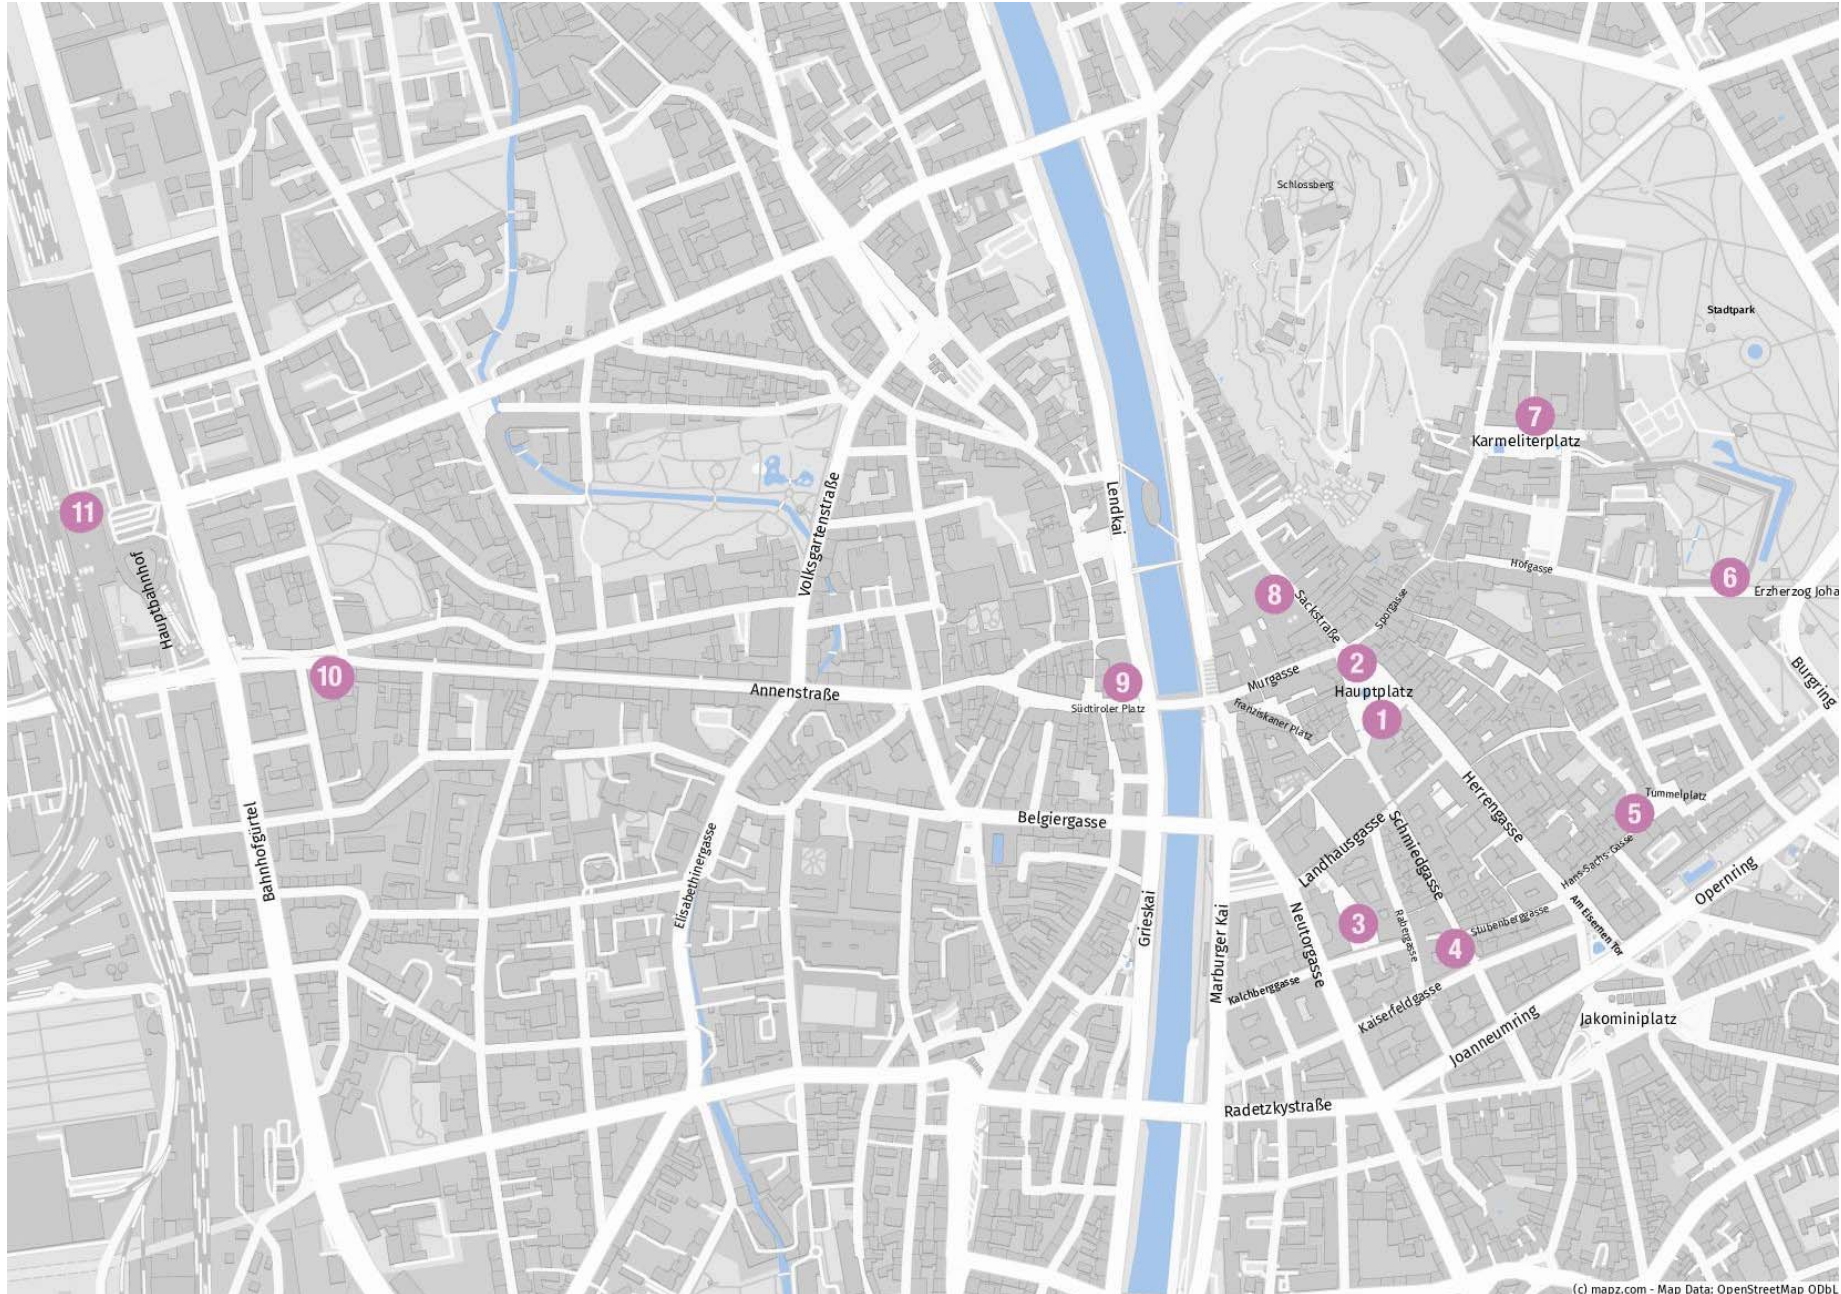 Schlossberg
Stadtpark
7
Karmeliterplatz
11
Hauptbahnhof
Volksgartenstraße
Lendkai
Hofgasse
6
Erzherzog Joha
8
Sackstraße
Sporgasse
2
Hauptplatz
1
Murgasse
Franziskaner Platz
9
Südtiroler Platz
10
Annenstraße
Burgring
Tummelplatz
5
Herrengasse
Hans-Sachs-Gasse
Belgiergasse
Landhausgasse
Schmiedgasse
Bahnhofgürtel
Elisabethinergasse
Opernring
Am Eisernen Tor
Grieskai
Marburger Kai
Neutorgasse
3
Raubergasse
Stubenberggasse
4
Kalchberggasse
Kaiserfeldgasse
Joanneumring
Jakominiplatz
Radetzkystraße
(c) mapz.com - Map Data: OpenStreetMap ODbL